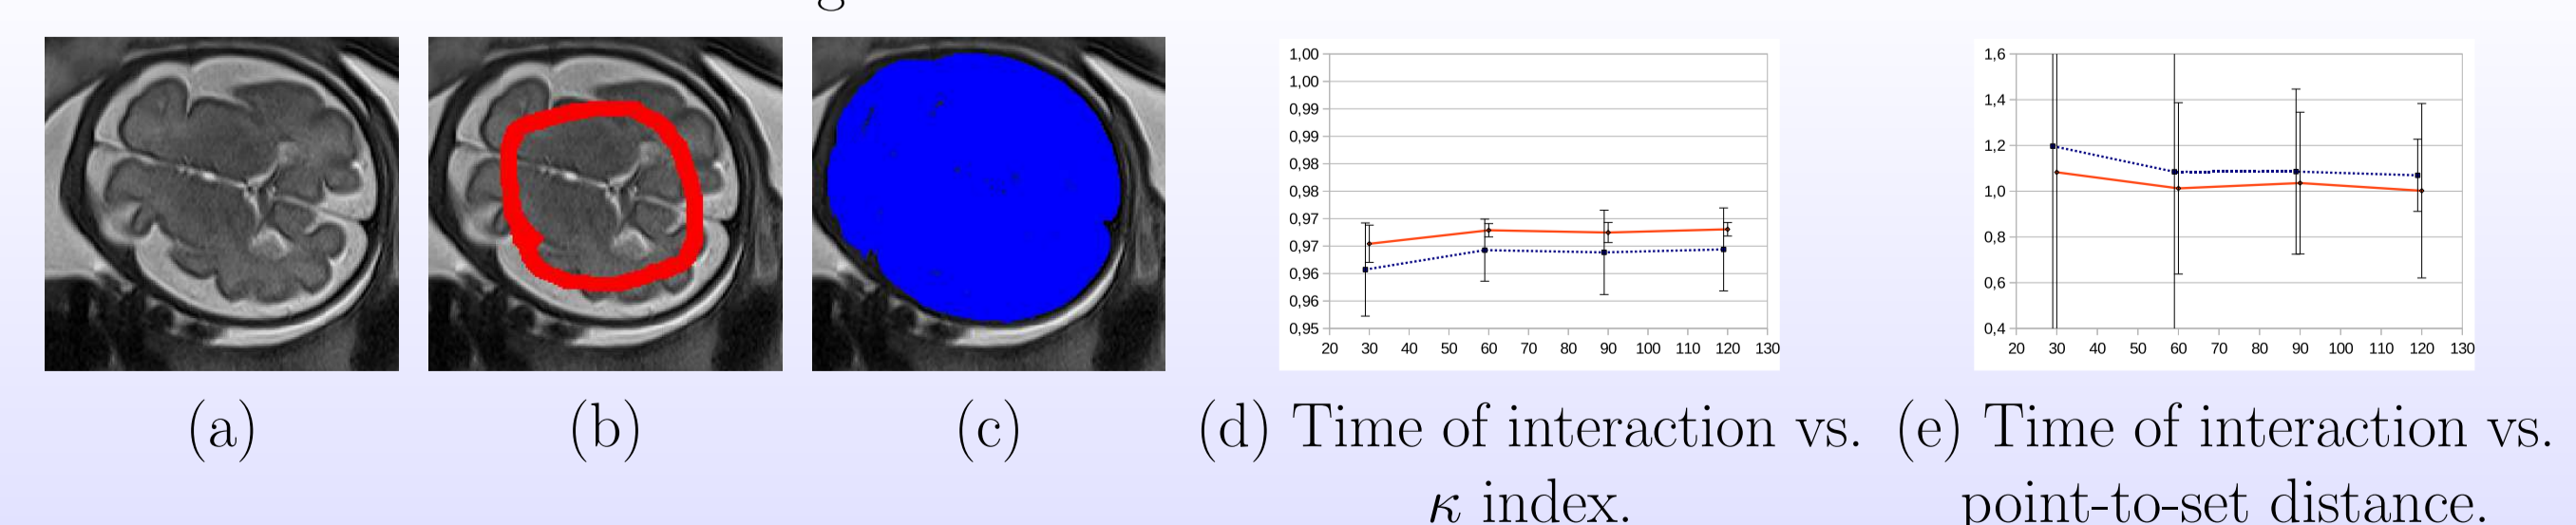 1,00
1,00
0,99
0,99
0,98
0,98
0,97
0,97
0,96
0,96
0,95
20 30 40 50 60 70 80 90 100 110 120 130
1,6
1,4
1,2
1,0
0,8
0,6
0,4
20 30 40 50 60 70 80 90 100 110 120 130
(a)
(b)
(c)
(d) Time of interaction vs.
κ index.
(e) Time of interaction vs.
point-to-set distance.